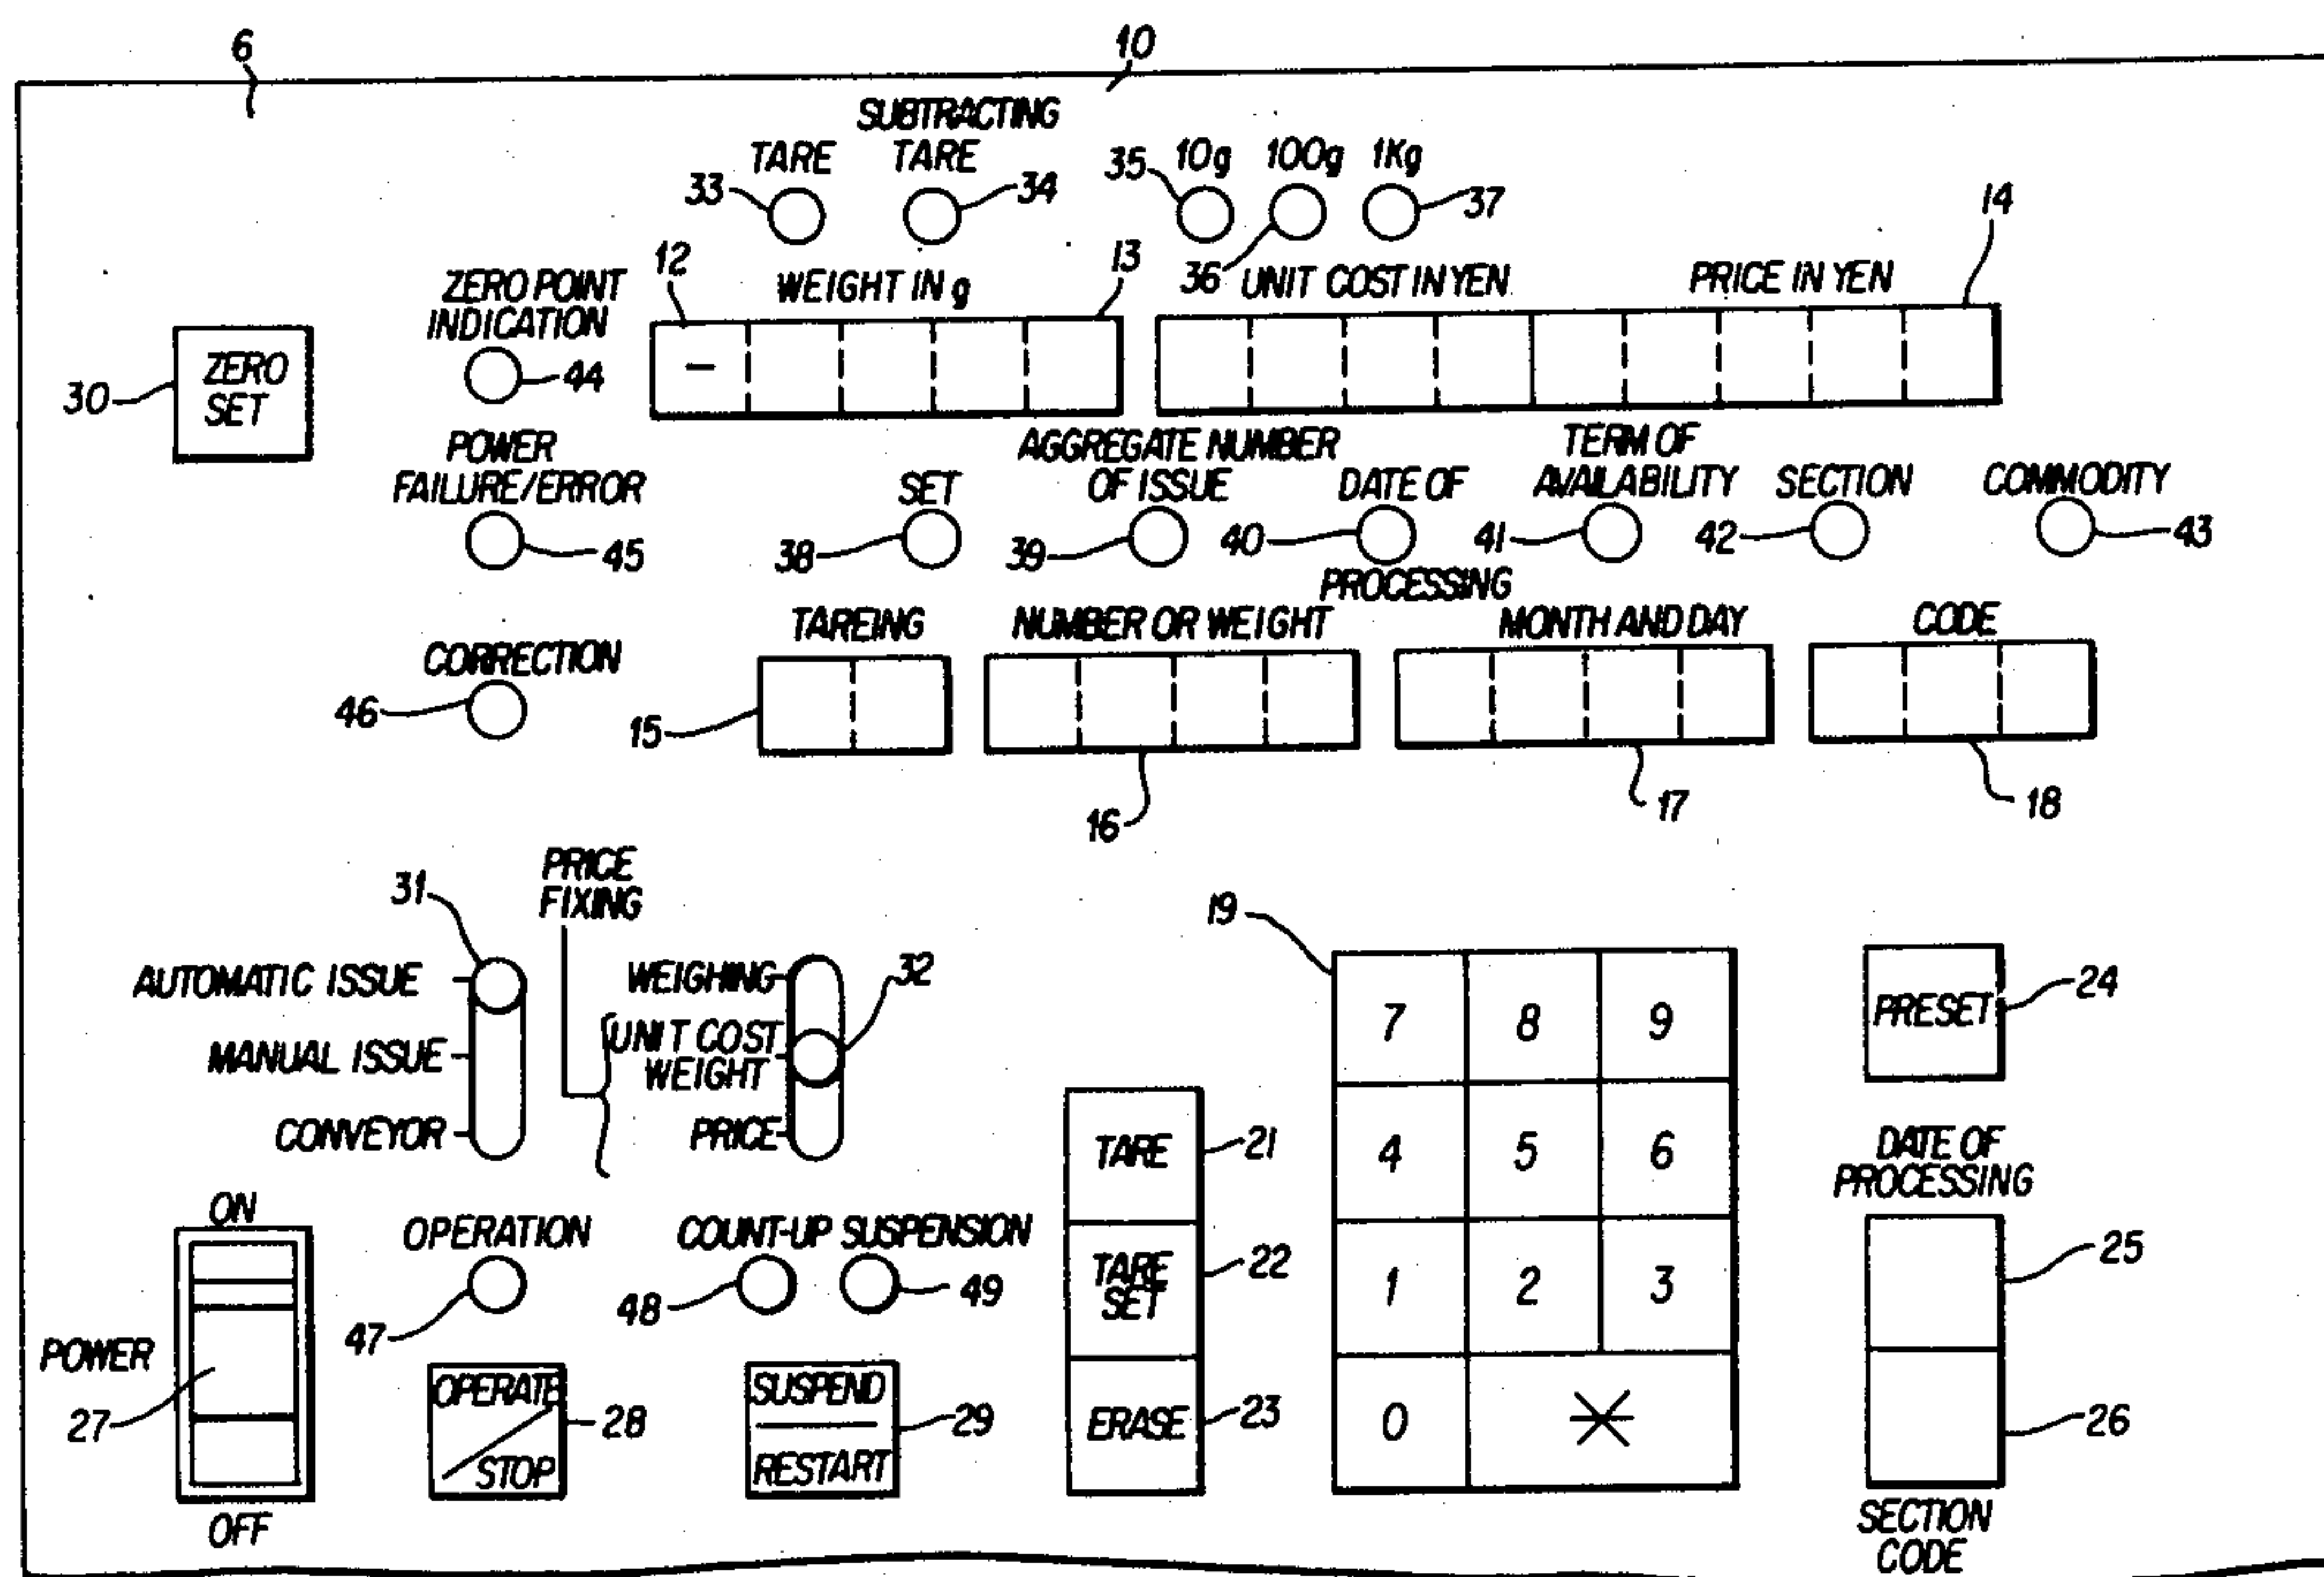 6
10
SUBTRACTING
TARE TARE
33 34 35 10g 100g 1Kg 37 14
12 WEIGHT IN g 13 36 UNIT COST IN YEN PRICE IN YEN
ZERO POINT
INDICATION
30 ZERO
SET
44
–
POWER
FAILURE/ERROR
45
SET
38
AGGREGATE NUMBER
OF ISSUE
39
DATE OF
40
PROCESSING
TERM OF
AVAILABILITY
41
SECTION
42
COMMODITY
43
CORRECTION
46
TAREING
15
NUMBER OR WEIGHT
16
MONTH AND DAY
17
CODE
18
31
PRICE
FIXING
AUTOMATIC ISSUE
MANUAL ISSUE
CONVEYOR
WEIGHING
UNIT COST
WEIGHT
PRICE
32
19
7 8 9
4 5 6
1 2 3
0 *
PRESET 24
TARE 21
TARE
SET 22
ERASE 23
DATE OF
PROCESSING
25
26
SECTION
CODE
ON
POWER
27
OFF
OPERATION
47
COUNT-UP SUSPENSION
48 49
OPERATE
/
STOP
28
SUSPEND
RESTART
29